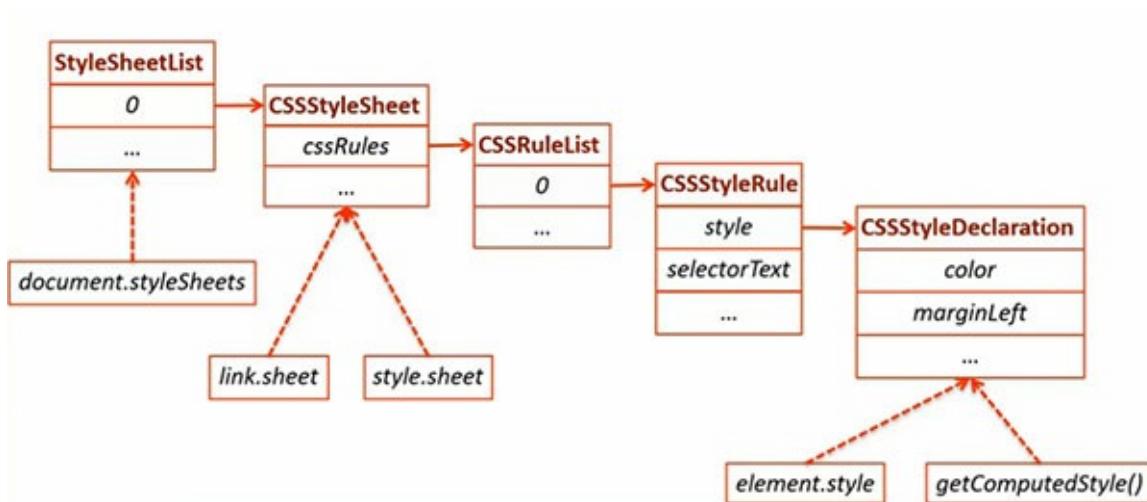 StyleSheetList
0
...
document.styleSheets
CSSStyleSheet
cssRules
...
link.sheet
style.sheet
CSSRuleList
0
...
CSSStyleRule
style
selectorText
...
CSSStyleDeclaration
color
marginLeft
...
element.style
getComputedStyle()